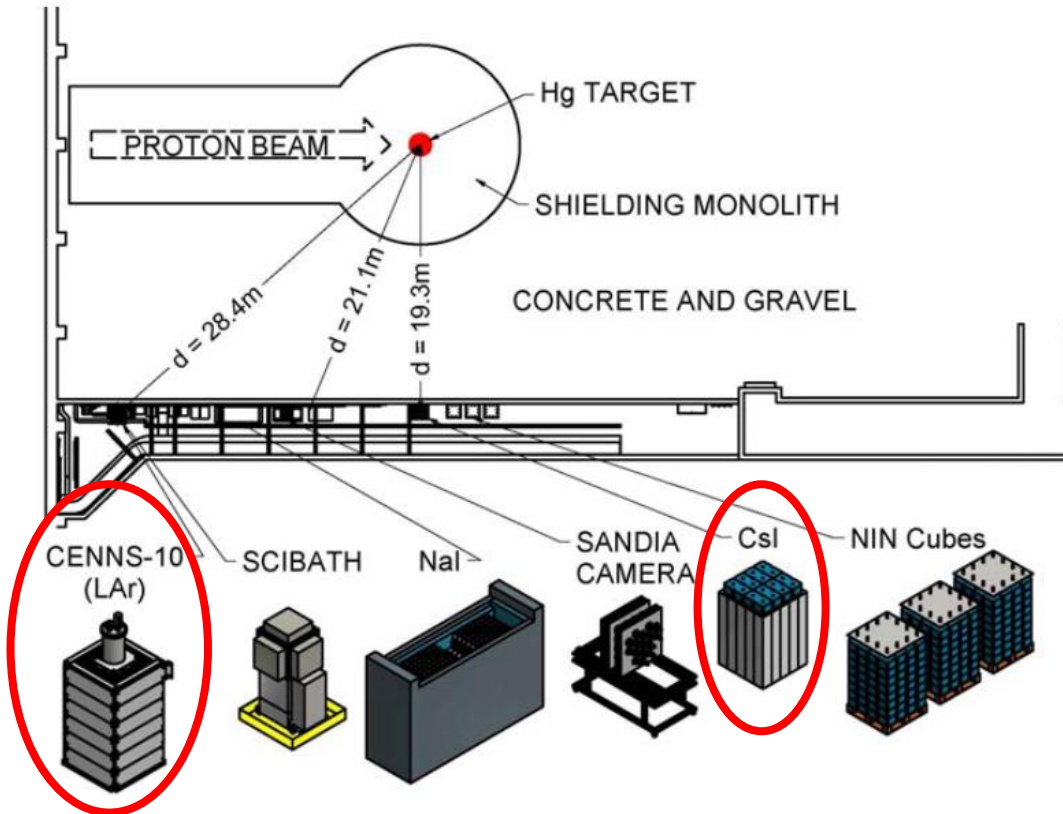 Hg TARGET
PROTON BEAM
SHIELDING MONOLITH
d = 28.4m
d = 21.1m
d = 19.3m
CONCRETE AND GRAVEL
CENNS-10
(LAr)
SCIBATH
NaI
SANDIA
CAMERA
CsI
NIN Cubes